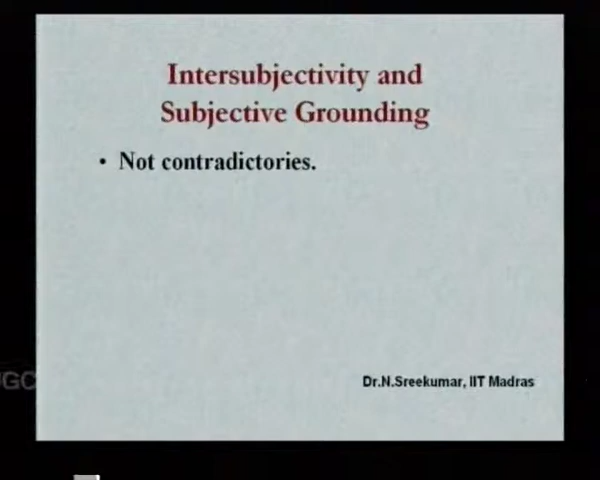 Intersubjectivity and
Subjective Grounding
• Not contradictories.
Dr.N.Sreekumar, IIT Madras